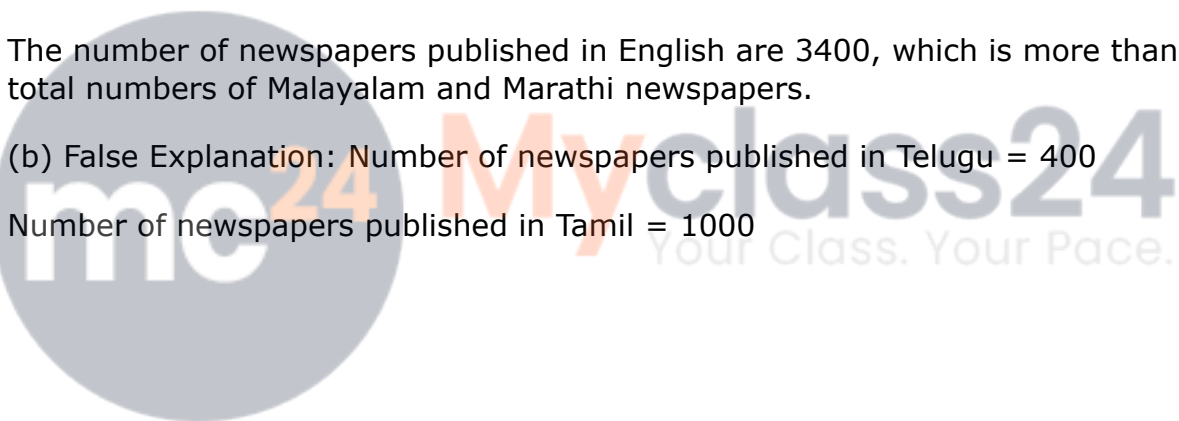 The number of newspapers published in English are 3400, which is more than
total numbers of Malayalam and Marathi newspapers.
(b) False Explanation: Number of newspapers published in Telugu = 400
Number of newspapers published in Tamil = 1000
mc24
Myclass24
Your Class. Your Pace.